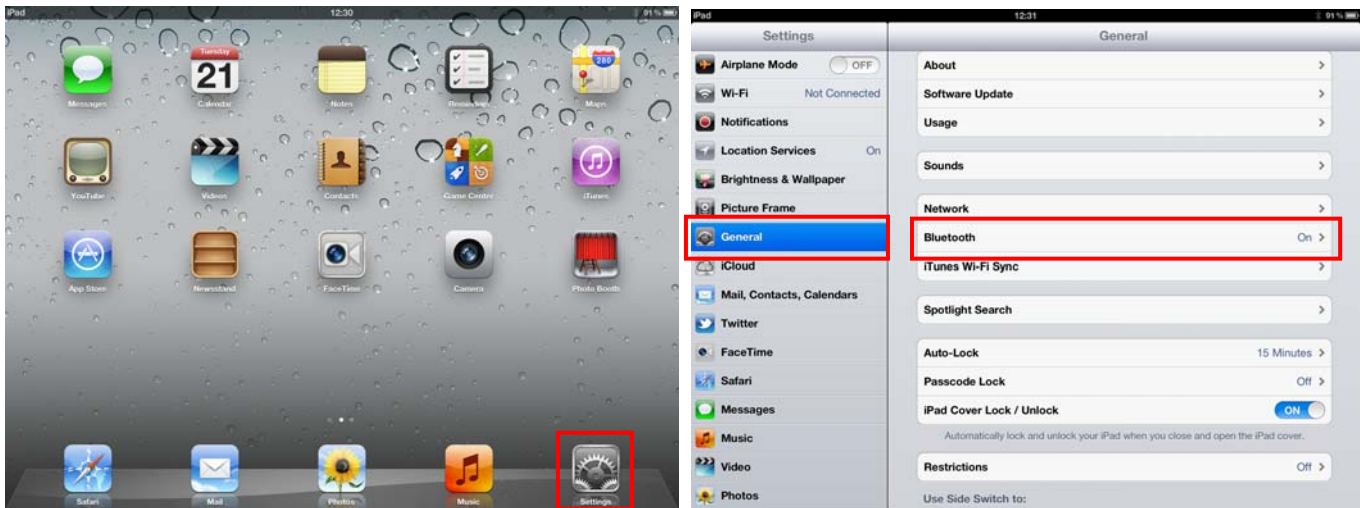 iPad 12:30 91%
Tuesday
21
280
Messages Calendar Notes Reminders Maps
YouTube Videos Contacts Game Center iTunes
App Store Newsstand FaceTime Camera Photo Booth
Safari Mail Photos Music Settings
iPad 12:31 91%
Settings
Airplane Mode OFF
Wi-Fi Not Connected
Notifications
Location Services On
Brightness & Wallpaper
Picture Frame
General
iCloud
Mail, Contacts, Calendars
Twitter
FaceTime
Safari
Messages
Music
Video
Photos
General
About
Software Update
Usage
Sounds
Network
Bluetooth On
iTunes Wi-Fi Sync
Spotlight Search
Auto-Lock 15 Minutes
Passcode Lock Off
iPad Cover Lock / Unlock ON
Automatically lock and unlock your iPad when you close and open the iPad cover.
Restrictions Off
Use Side Switch to: